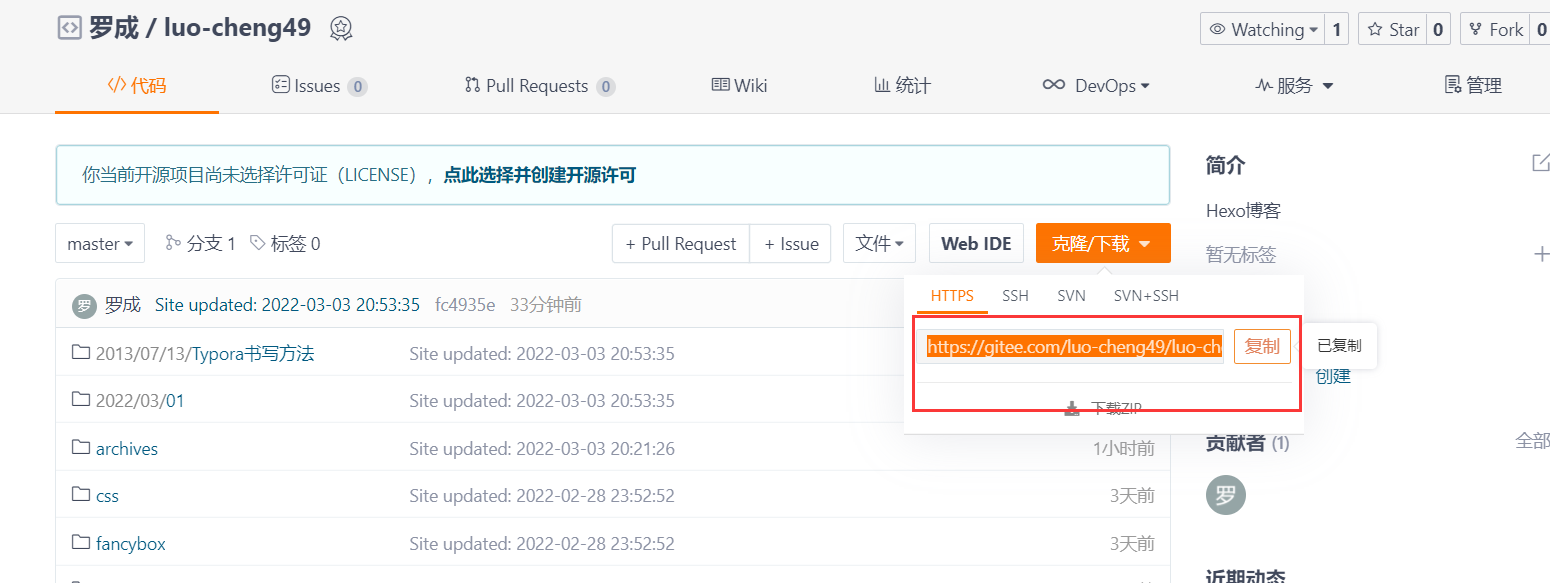 罗成 / luo-cheng49
Watching 1 Star 0 Fork 0
代码 Issues 0 Pull Requests 0 Wiki 统计 DevOps 服务 管理
你当前开源项目尚未选择许可证（LICENSE），点此选择并创建开源许可
master 分支 1 标签 0 + Pull Request + Issue 文件 Web IDE 克隆/下载
HTTPS SSH SVN SVN+SSH
https://gitee.com/luo-cheng49/luo-ch 复制 已复制
下载ZIP
罗 罗成 Site updated: 2022-03-03 20:53:35 fc4935e 33分钟前
2013/07/13/Typora书写方法 Site updated: 2022-03-03 20:53:35
2022/03/01 Site updated: 2022-03-03 20:53:35
archives Site updated: 2022-03-03 20:21:26 1小时前
css Site updated: 2022-02-28 23:52:52 3天前
fancybox Site updated: 2022-02-28 23:52:52 3天前
简介
Hexo博客
暂无标签
创建
贡献者 (1) 全部
罗
近期动态